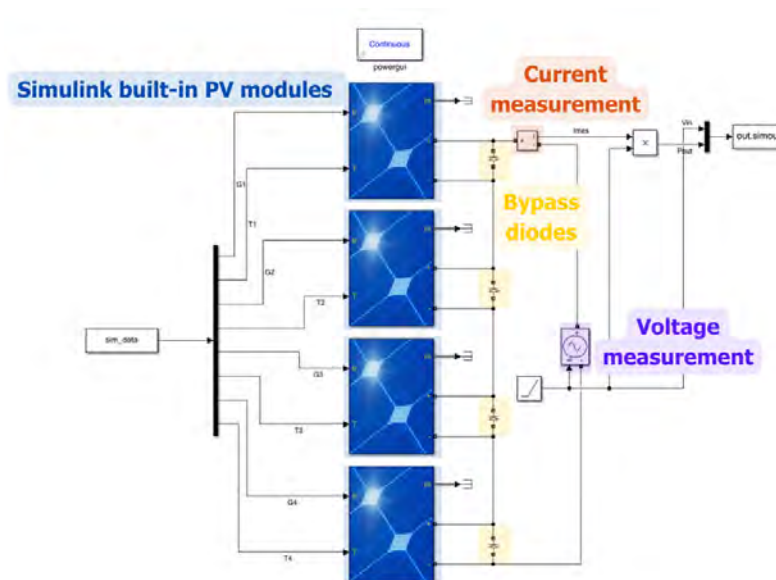 Continuous
powergui
Simulink built-in PV modules
Current
measurement
Imes
Vin
Pout
×
out.simou
G1
T1
Bypass
diodes
G2
T2
sim_data
Voltage
measurement
G3
T3
G4
T4